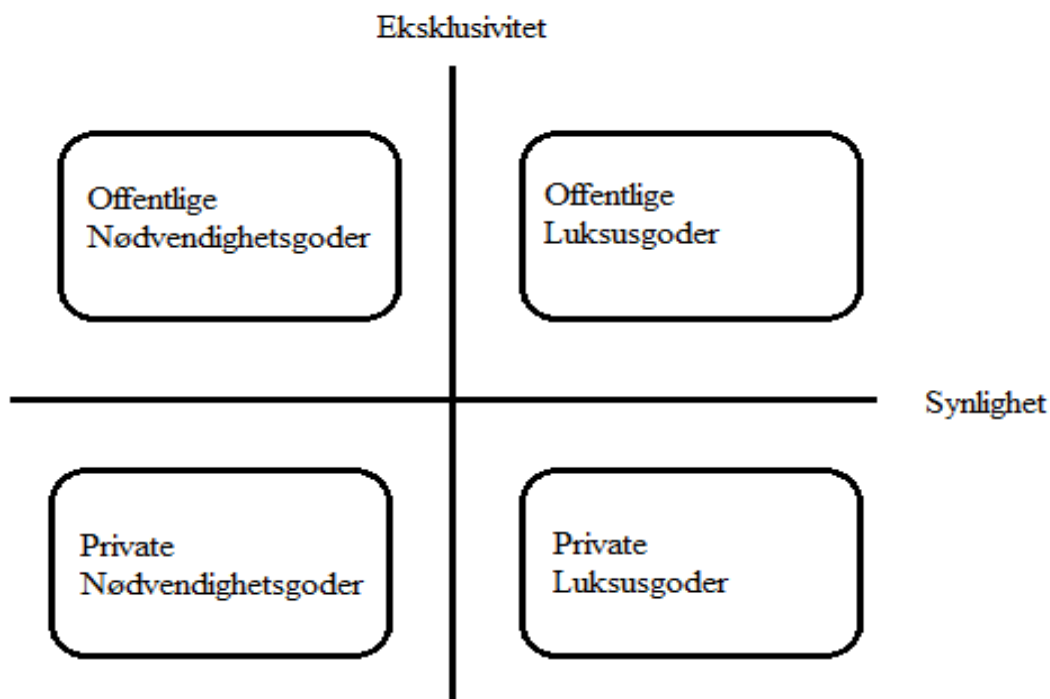 Eksklusivitet
Offentlige
Nødvendighetsgoder
Offentlige
Luksusgoder
Synlighet
Private
Nødvendighetsgoder
Private
Luksusgoder